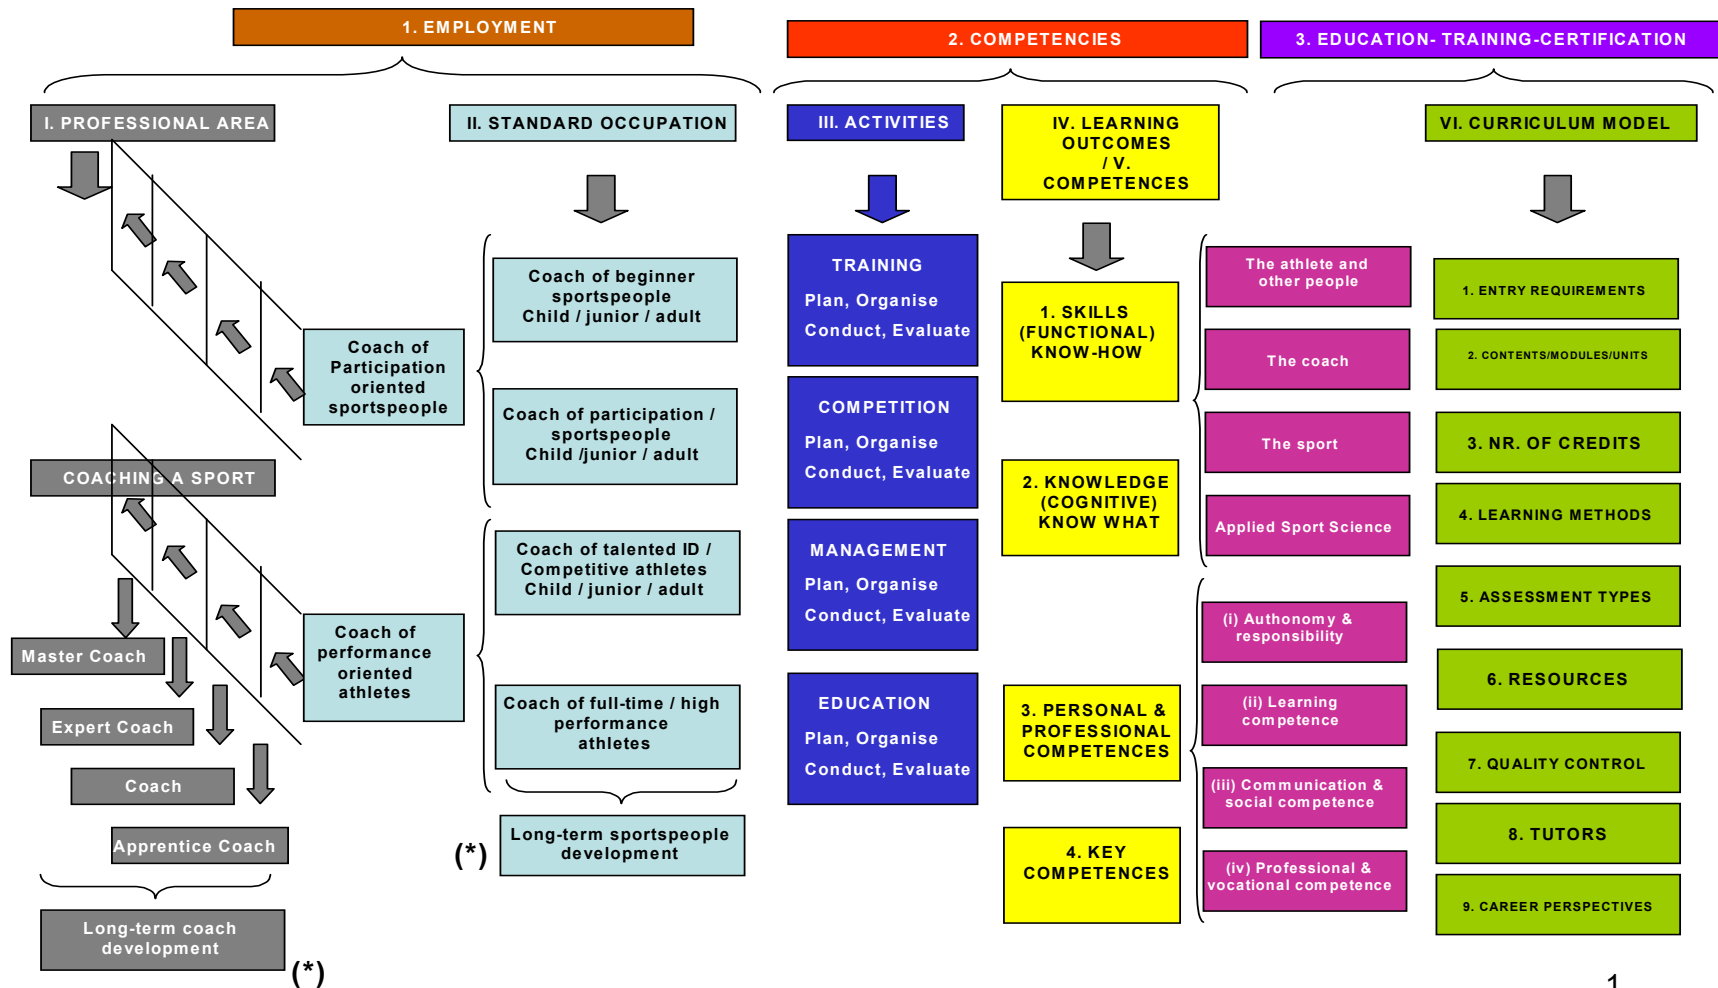 1. EMPLOYMENT
2. COMPETENCIES
3. EDUCATION- TRAINING-CERTIFICATION
I. PROFESSIONAL AREA
II. STANDARD OCCUPATION
III. ACTIVITIES
IV. LEARNING
OUTCOMES
/ V.
COMPETENCES
VI. CURRICULUM MODEL
COACHING A SPORT
Master Coach
Expert Coach
Coach
Apprentice Coach
Long-term coach
development
(*)
Coach of
Participation
oriented
sportspeople
Coach of
performance
oriented
athletes
Coach of beginner
sportspeople
Child / junior / adult
Coach of participation /
sportspeople
Child /junior / adult
Coach of talented ID /
Competitive athletes
Child / junior / adult
Coach of full-time / high
performance
athletes
(*)
Long-term sportspeople
development
TRAINING
Plan, Organise
Conduct, Evaluate
COMPETITION
Plan, Organise
Conduct, Evaluate
MANAGEMENT
Plan, Organise
Conduct, Evaluate
EDUCATION
Plan, Organise
Conduct, Evaluate
1. SKILLS
(FUNCTIONAL)
KNOW-HOW
2. KNOWLEDGE
(COGNITIVE)
KNOW WHAT
3. PERSONAL &
PROFESSIONAL
COMPETENCES
4. KEY
COMPETENCES
The athlete and
other people
The coach
The sport
Applied Sport Science
(i) Authonomy &
responsibility
(ii) Learning
competence
(iii) Communication &
social competence
(iv) Professional &
vocational competence
1. ENTRY REQUIREMENTS
2. CONTENTS/MODULES/UNITS
3. NR. OF CREDITS
4. LEARNING METHODS
5. ASSESSMENT TYPES
6. RESOURCES
7. QUALITY CONTROL
8. TUTORS
9. CAREER PERSPECTIVES
1